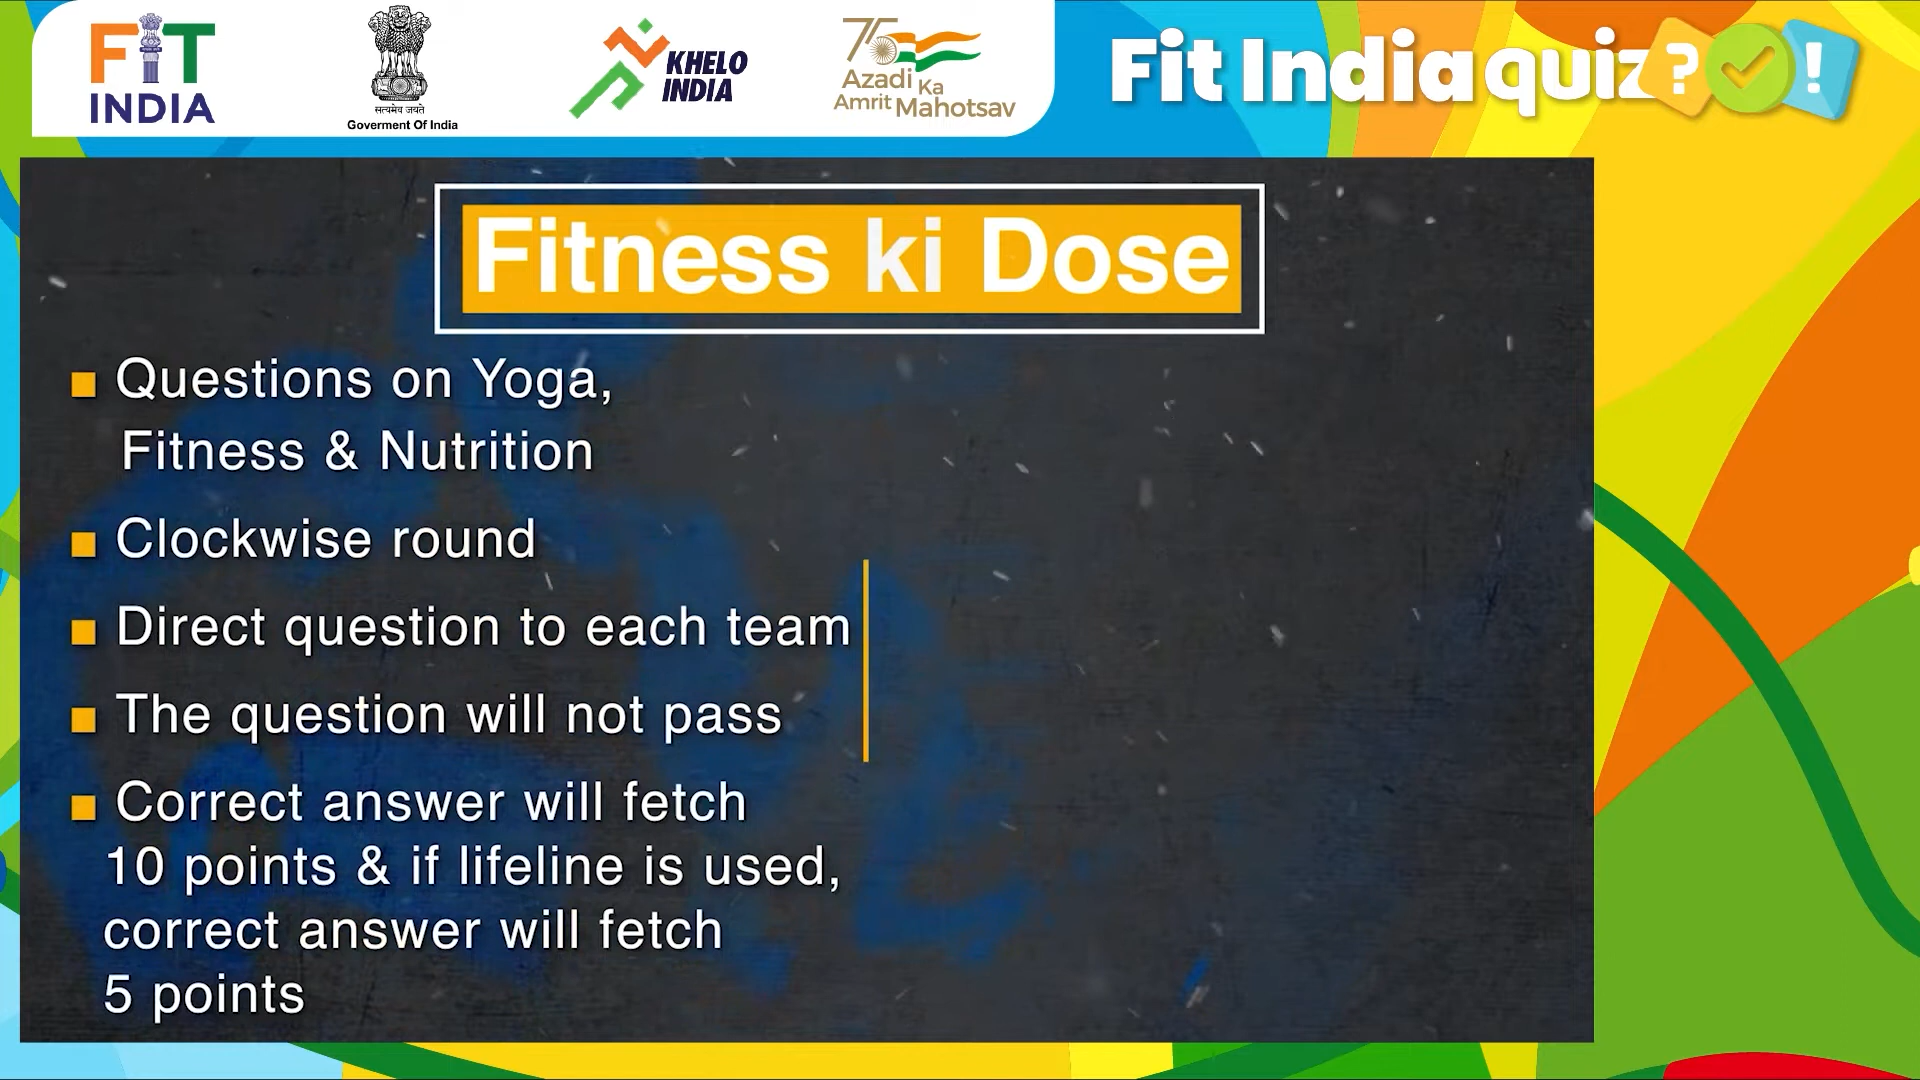 FIT
INDIA
सत्यमेव जयते
Goverment Of India
KHELO
INDIA
75
Azadi
Ka
Amrit Mahotsav
Fit India quiz ? !
Fitness ki Dose
Questions on Yoga,
Fitness & Nutrition
Clockwise round
Direct question to each team
The question will not pass
Correct answer will fetch
10 points & if lifeline is used,
correct answer will fetch
5 points